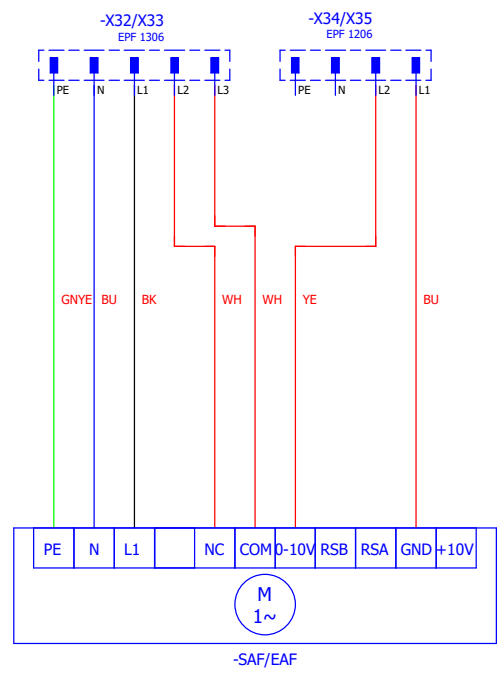 -X32/X33
EPF 1306
-X34/X35
EPF 1206
PE N L1 L2 L3
PE N L2 L1
GNYE BU BK WH WH YE BU
PE N L1 NC COM 0-10V RSB RSA GND +10V
M
1~
-SAF/EAF